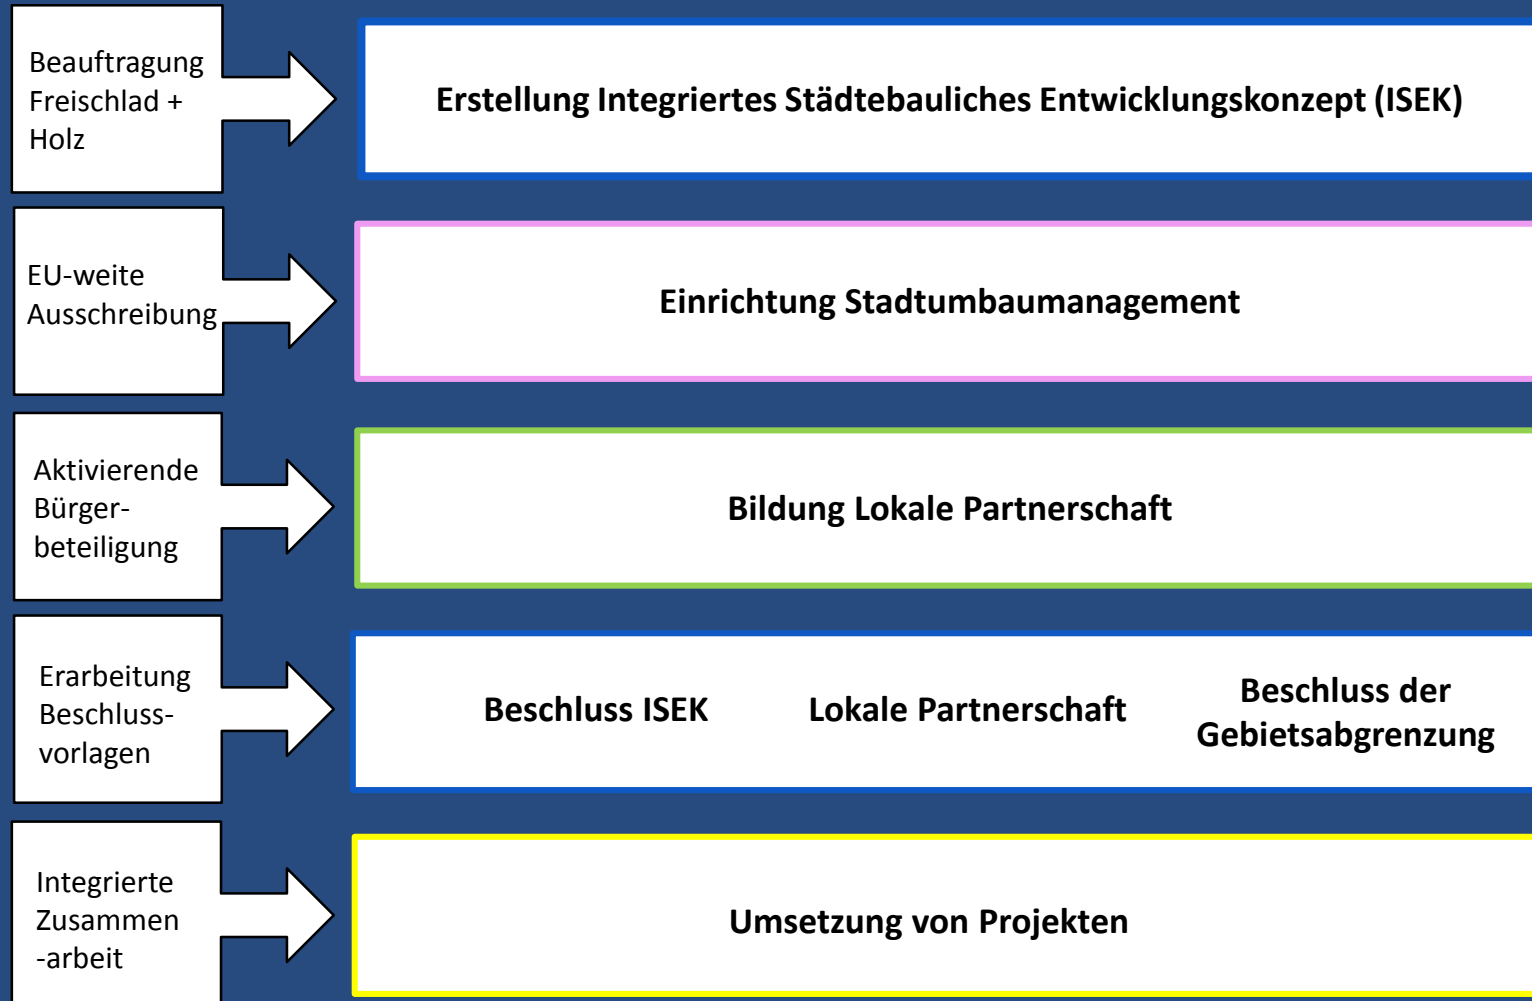 Beauftragung
Freischlad +
Holz
Erstellung Integriertes Städtebauliches Entwicklungskonzept (ISEK)
EU-weite
Ausschreibung
Einrichtung Stadtumbaumanagement
Aktivierende
Bürger-
beteiligung
Bildung Lokale Partnerschaft
Erarbeitung
Beschluss-
vorlagen
Beschluss ISEK
Lokale Partnerschaft
Beschluss der
Gebietsabgrenzung
Integrierte
Zusammen
-arbeit
Umsetzung von Projekten